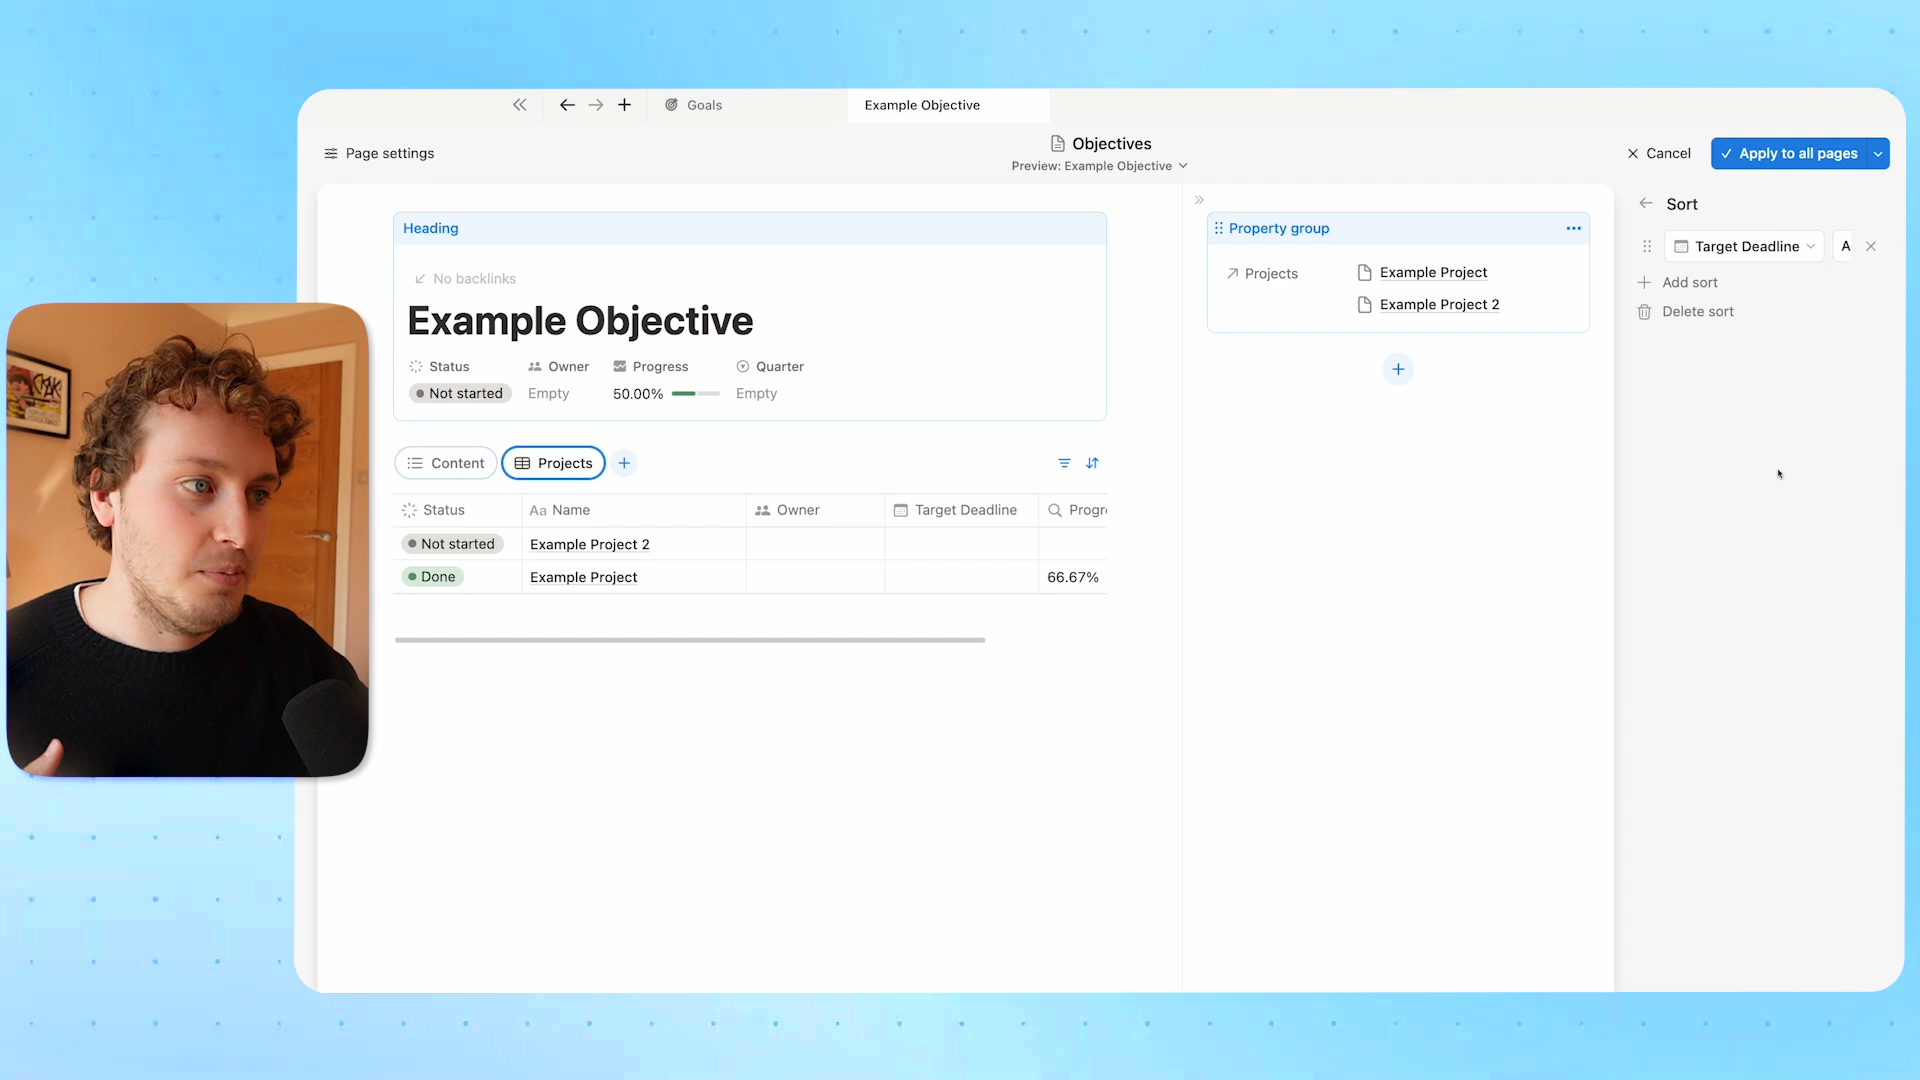 Goals
Example Objective
Page settings
Objectives
Preview: Example Objective
Cancel
Apply to all pages
Heading
No backlinks
Example Objective
Status
Owner
Progress
Quarter
Not started
Empty
50.00%
Empty
Content
Projects
Status
Aa Name
Owner
Target Deadline
Progr
Not started
Example Project 2
Done
Example Project
66.67%
Property group
Projects
Example Project
Example Project 2
Sort
Target Deadline
A
Add sort
Delete sort